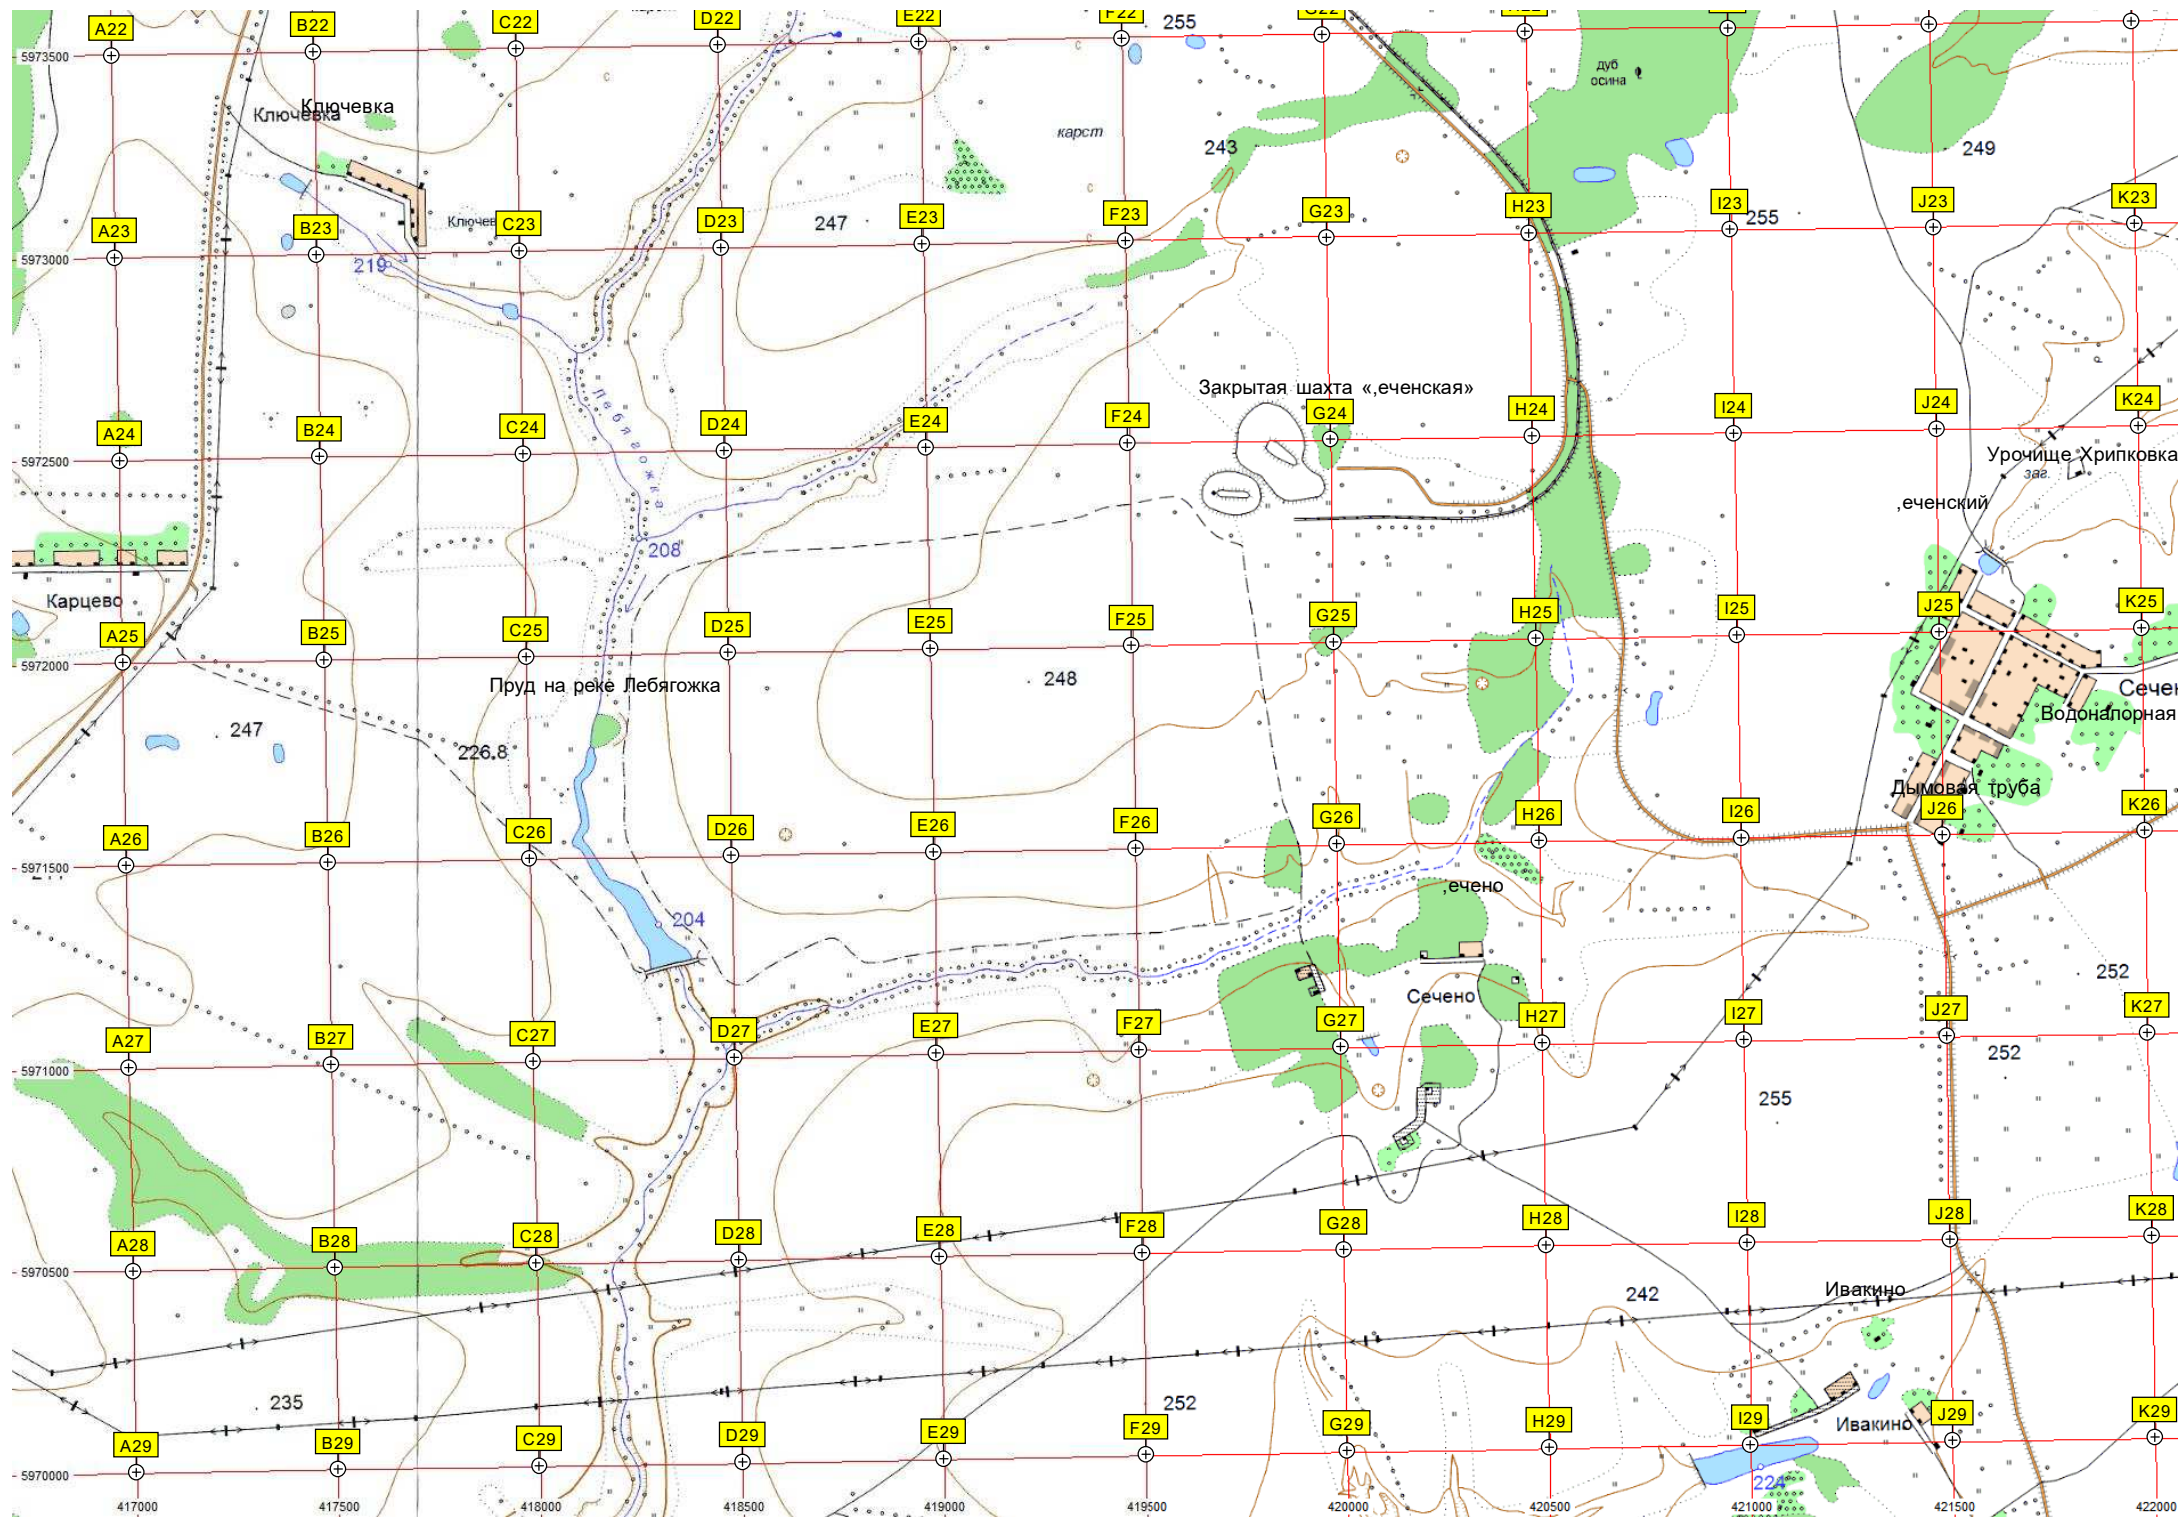 A22
B22
C22
D22
E22
F22
255
5973500
Ключевка
Ключевка
карст
дуб
осина
243
249
A23
B23
Ключев
C23
D23
247
E23
F23
G23
H23
I23
255
J23
K23
5973000
219
Лебягожка
Закрытая шахта «,еченская»
A24
B24
C24
D24
E24
F24
G24
H24
I24
J24
K24
5972500
Урочище Хрипковка
заг.
,еченский
208
Карцево
A25
B25
C25
D25
E25
F25
G25
H25
I25
J25
K25
5972000
Пруд на реке Лебягожка
248
Сечен
Водонапорная
247
226.8
Дымовая труба
A26
B26
C26
D26
E26
F26
G26
H26
I26
J26
K26
5971500
,ечено
204
252
Сечено
A27
B27
C27
D27
E27
F27
G27
H27
I27
J27
K27
5971000
252
255
A28
B28
C28
D28
E28
F28
G28
H28
I28
J28
K28
5970500
242
Ивакино
235
252
A29
B29
C29
D29
E29
F29
G29
H29
I29
Ивакино
J29
K29
5970000
224
417000
417500
418000
418500
419000
419500
420000
420500
421000
421500
422000